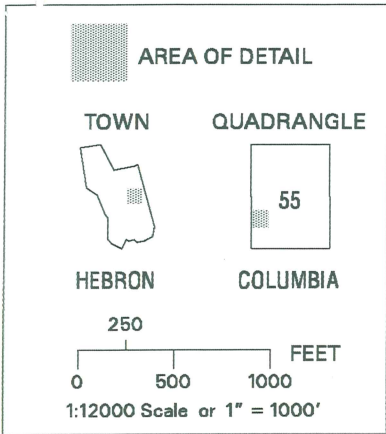 AREA OF DETAIL
TOWN QUADRANGLE
55
HEBRON COLUMBIA
250
FEET
0 500 1000
1:12000 Scale or 1" = 1000'